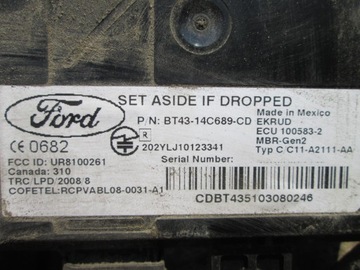 Ford
SET ASIDE IF DROPPED
P/N: BT43-14C689-CD
Made in Mexico
EKRUD
ECU 100583-2
MBR-Gen2
Typ C C11-A2111-AA
CE 0682
R
202YLJ10123341
FCC ID: UR8100261
Canada: 310
TRC LPD 2008 8
COFETEL:RCPVABL08-0031-A1
Serial Number:
CDBT435103080246